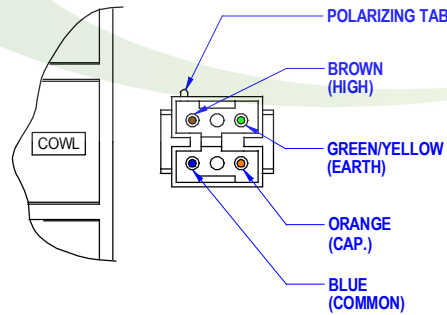 POLARIZING TAB
BROWN
(HIGH)
COWL
GREEN/YELLOW
(EARTH)
ORANGE
(CAP.)
BLUE
(COMMON)